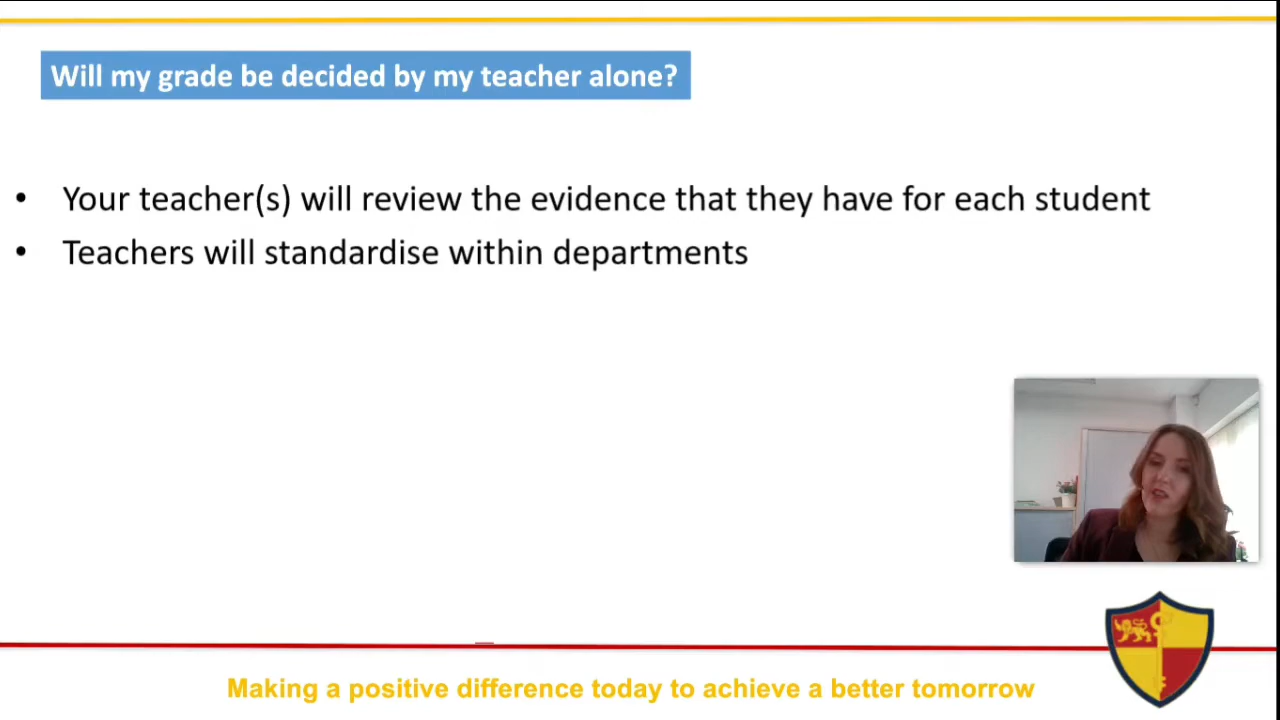 Will my grade be decided by my teacher alone?
• Your teacher(s) will review the evidence that they have for each student
• Teachers will standardise within departments
Making a positive difference today to achieve a better tomorrow